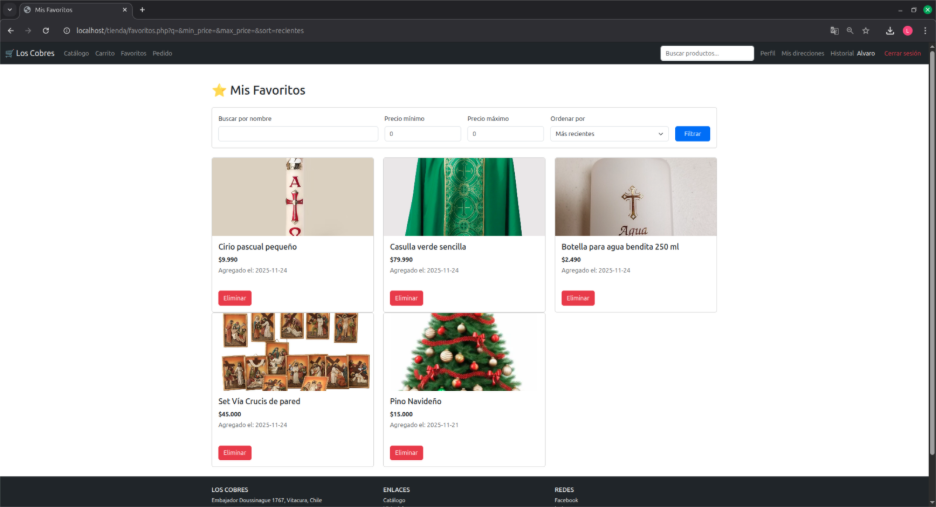 Mis Favoritos
localhost/tienda/favoritos.php?q=&min_price=&max_price=&sort=recientes
Los Cobres Catálogo Carrito Favoritos Pedido Buscar productos... Perfil Mis direcciones Historial Alvaro Cerrar sesión
Mis Favoritos
Buscar por nombre Precio mínimo Precio máximo Ordenar por
0 0 Más recientes Filtrar
A
Agua
Cirio pascual pequeño Casulla verde sencilla Botella para agua bendita 250 ml
$9.990 $79.990 $2.490
Agregado el: 2025-11-24 Agregado el: 2025-11-24 Agregado el: 2025-11-24
Eliminar Eliminar Eliminar
Set Vía Crucis de pared Pino Navideño
$45.000 $15.000
Agregado el: 2025-11-24 Agregado el: 2025-11-21
Eliminar Eliminar
LOS COBRES ENLACES REDES
Embajador Doussinague 1767, Vitacura, Chile Catálogo Facebook